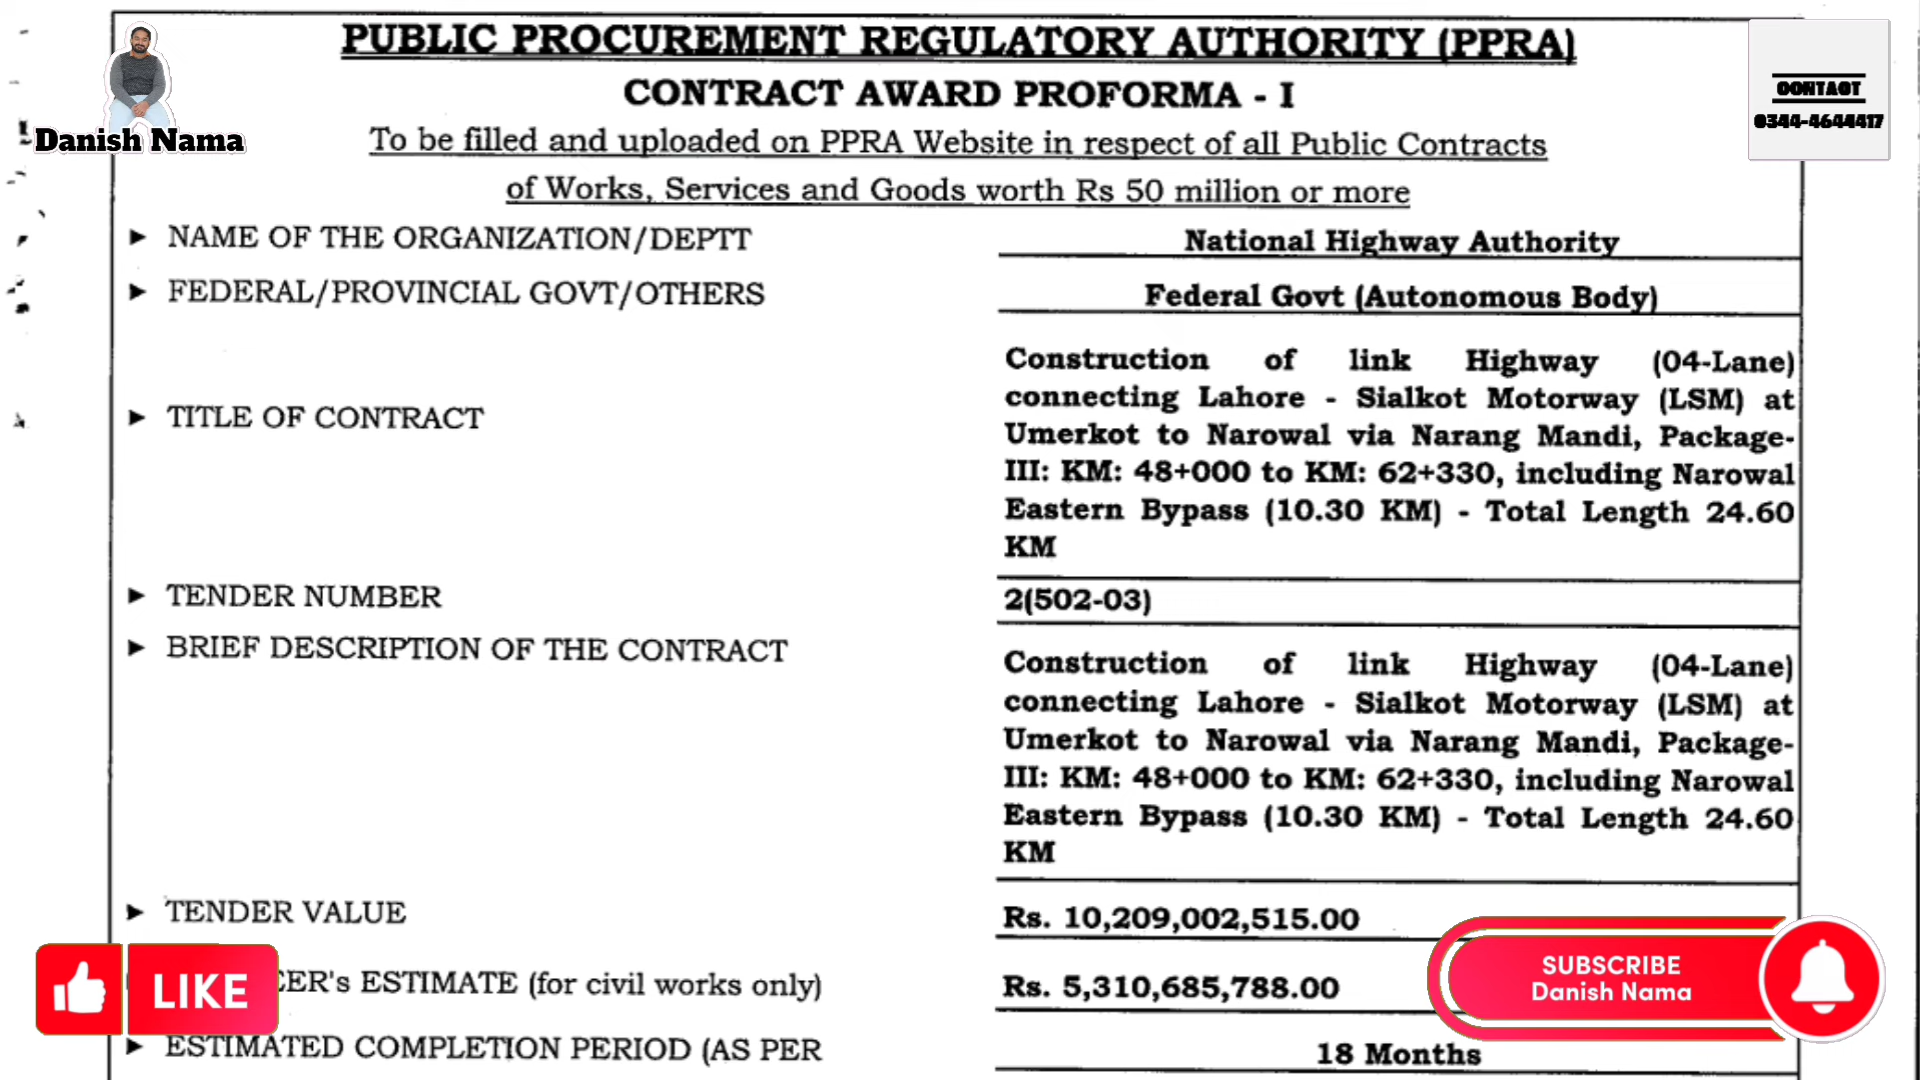 PUBLIC PROCUREMENT REGULATORY AUTHORITY (PPRA)
CONTRACT AWARD PROFORMA - I
To be filled and uploaded on PPRA Website in respect of all Public Contracts
of Works, Services and Goods worth Rs 50 million or more
Danish Nama
CONTACT
0344-4644417
► NAME OF THE ORGANIZATION/DEPTT
National Highway Authority
► FEDERAL/PROVINCIAL GOVT/OTHERS
Federal Govt (Autonomous Body)
► TITLE OF CONTRACT
Construction of link Highway (04-Lane)
connecting Lahore - Sialkot Motorway (LSM) at
Umerkot to Narowal via Narang Mandi, Package-
III: KM: 48+000 to KM: 62+330, including Narowal
Eastern Bypass (10.30 KM) - Total Length 24.60
KM
► TENDER NUMBER
2(502-03)
► BRIEF DESCRIPTION OF THE CONTRACT
Construction of link Highway (04-Lane)
connecting Lahore - Sialkot Motorway (LSM) at
Umerkot to Narowal via Narang Mandi, Package-
III: KM: 48+000 to KM: 62+330, including Narowal
Eastern Bypass (10.30 KM) - Total Length 24.60
KM
► TENDER VALUE
Rs. 10,209,002,515.00
ESTIMATE (for civil works only)
Rs. 5,310,685,788.00
► ESTIMATED COMPLETION PERIOD (AS PER
18 Months
LIKE
SUBSCRIBE
Danish Nama